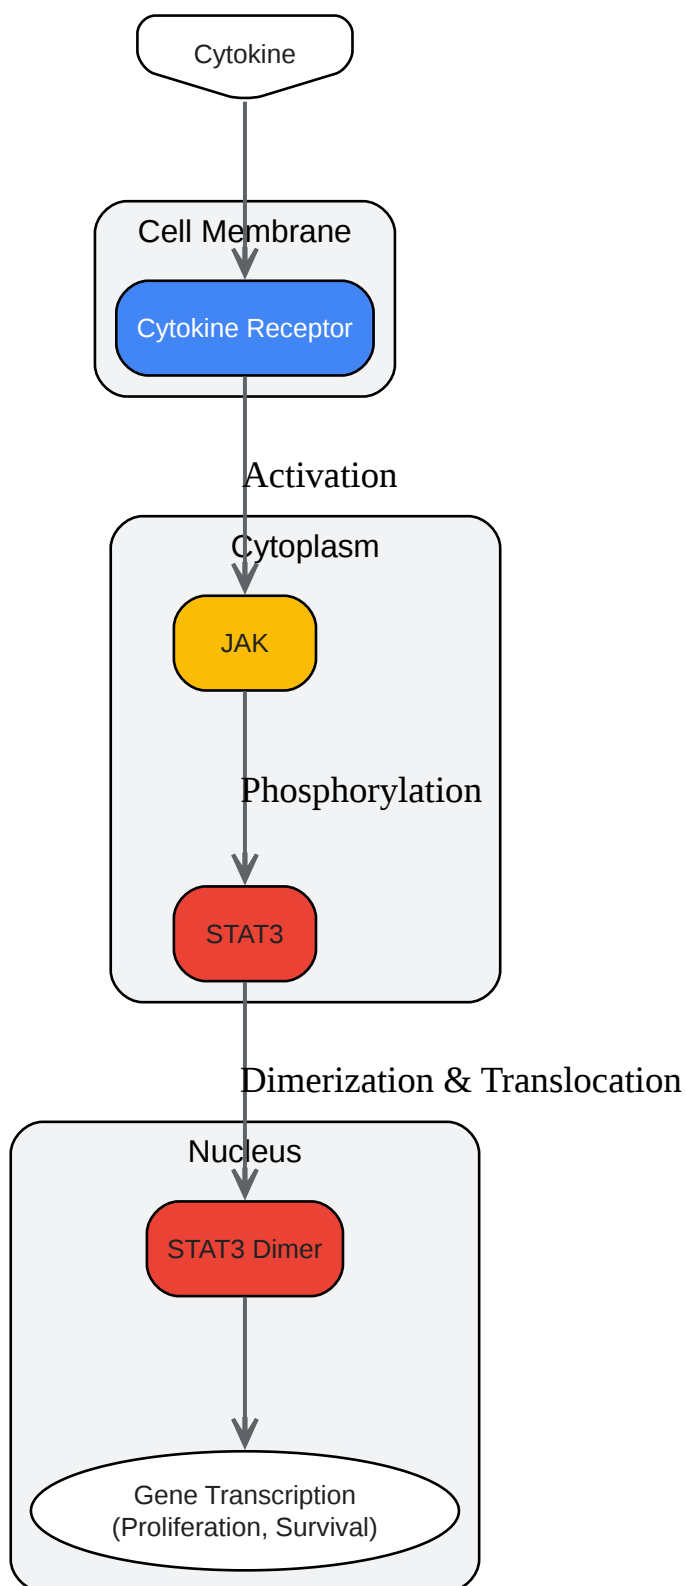 Cytokine
Cell Membrane
Cytokine Receptor
Activation
Cytoplasm
JAK
Phosphorylation
STAT3
Dimerization & Translocation
Nucleus
STAT3 Dimer
Gene Transcription
(Proliferation, Survival)